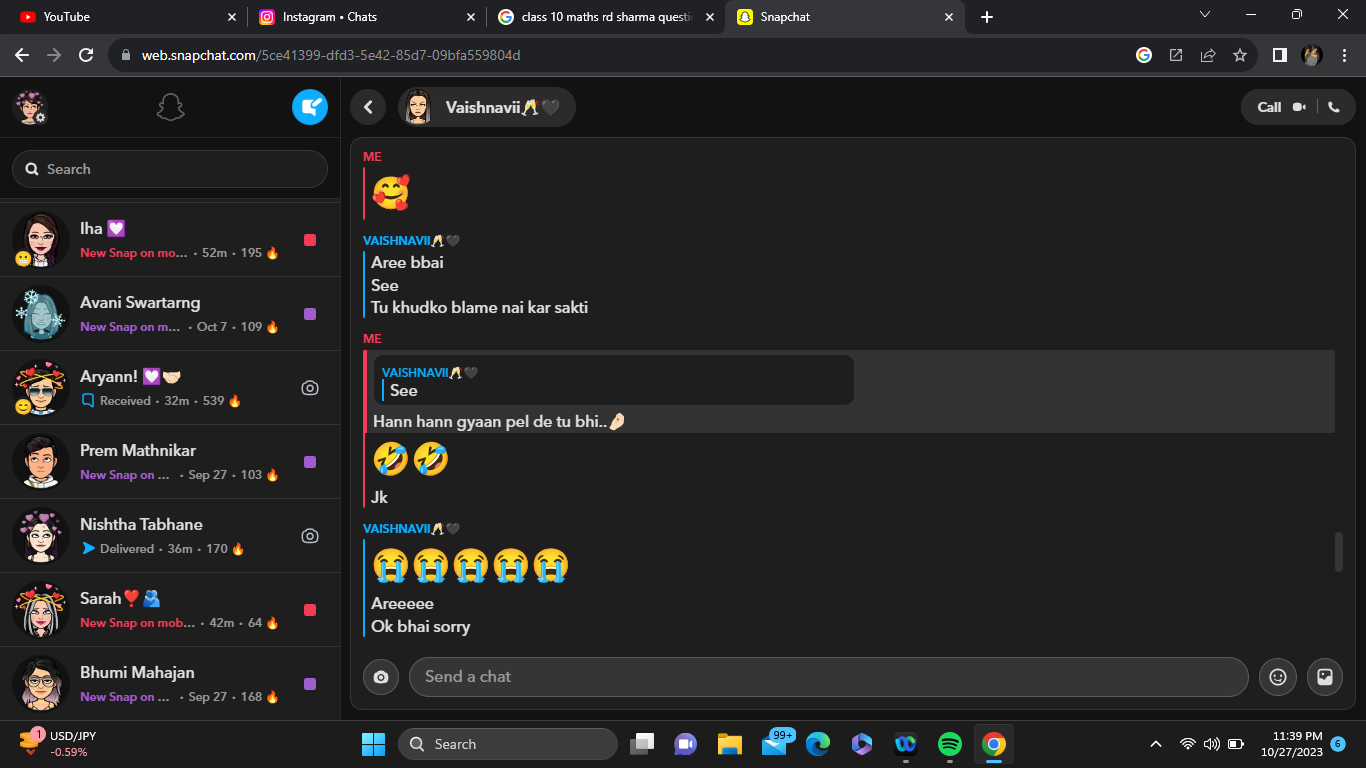 YouTube
Instagram • Chats
class 10 maths rd sharma questi
Snapchat
web.snapchat.com/5ce41399-dfd3-5e42-85d7-09bfa559804d
Vaishnavii🥂🖤
Call
Search
Iha 💟
New Snap on mo... • 52m • 195 🔥
Avani Swartarng
New Snap on m... • Oct 7 • 109 🔥
Aryann! 💟🤝🏻
Received • 32m • 539 🔥
Prem Mathnikar
New Snap on ... • Sep 27 • 103 🔥
Nishtha Tabhane
Delivered • 36m • 170 🔥
Sarah❤️🫂
New Snap on mob... • 42m • 64 🔥
Bhumi Mahajan
New Snap on ... • Sep 27 • 168 🔥
ME
🥰
VAISHNAVII🥂🖤
Aree bbai
See
Tu khudko blame nai kar sakti
ME
VAISHNAVII🥂🖤
See
Hann hann gyaan pel de tu bhi..🤌🏻
🤣🤣
Jk
VAISHNAVII🥂🖤
😭😭😭😭😭
Areeeee
Ok bhai sorry
Send a chat
1
USD/JPY
-0.59%
Search
99+
11:39 PM
10/27/2023
6